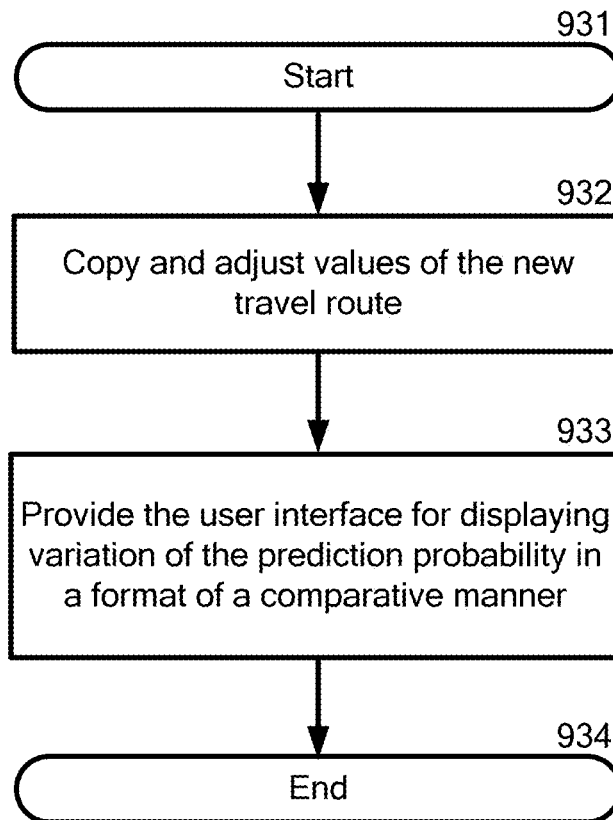 931
Start
932
Copy and adjust values of the new
travel route
933
Provide the user interface for displaying
variation of the prediction probability in
a format of a comparative manner
934
End